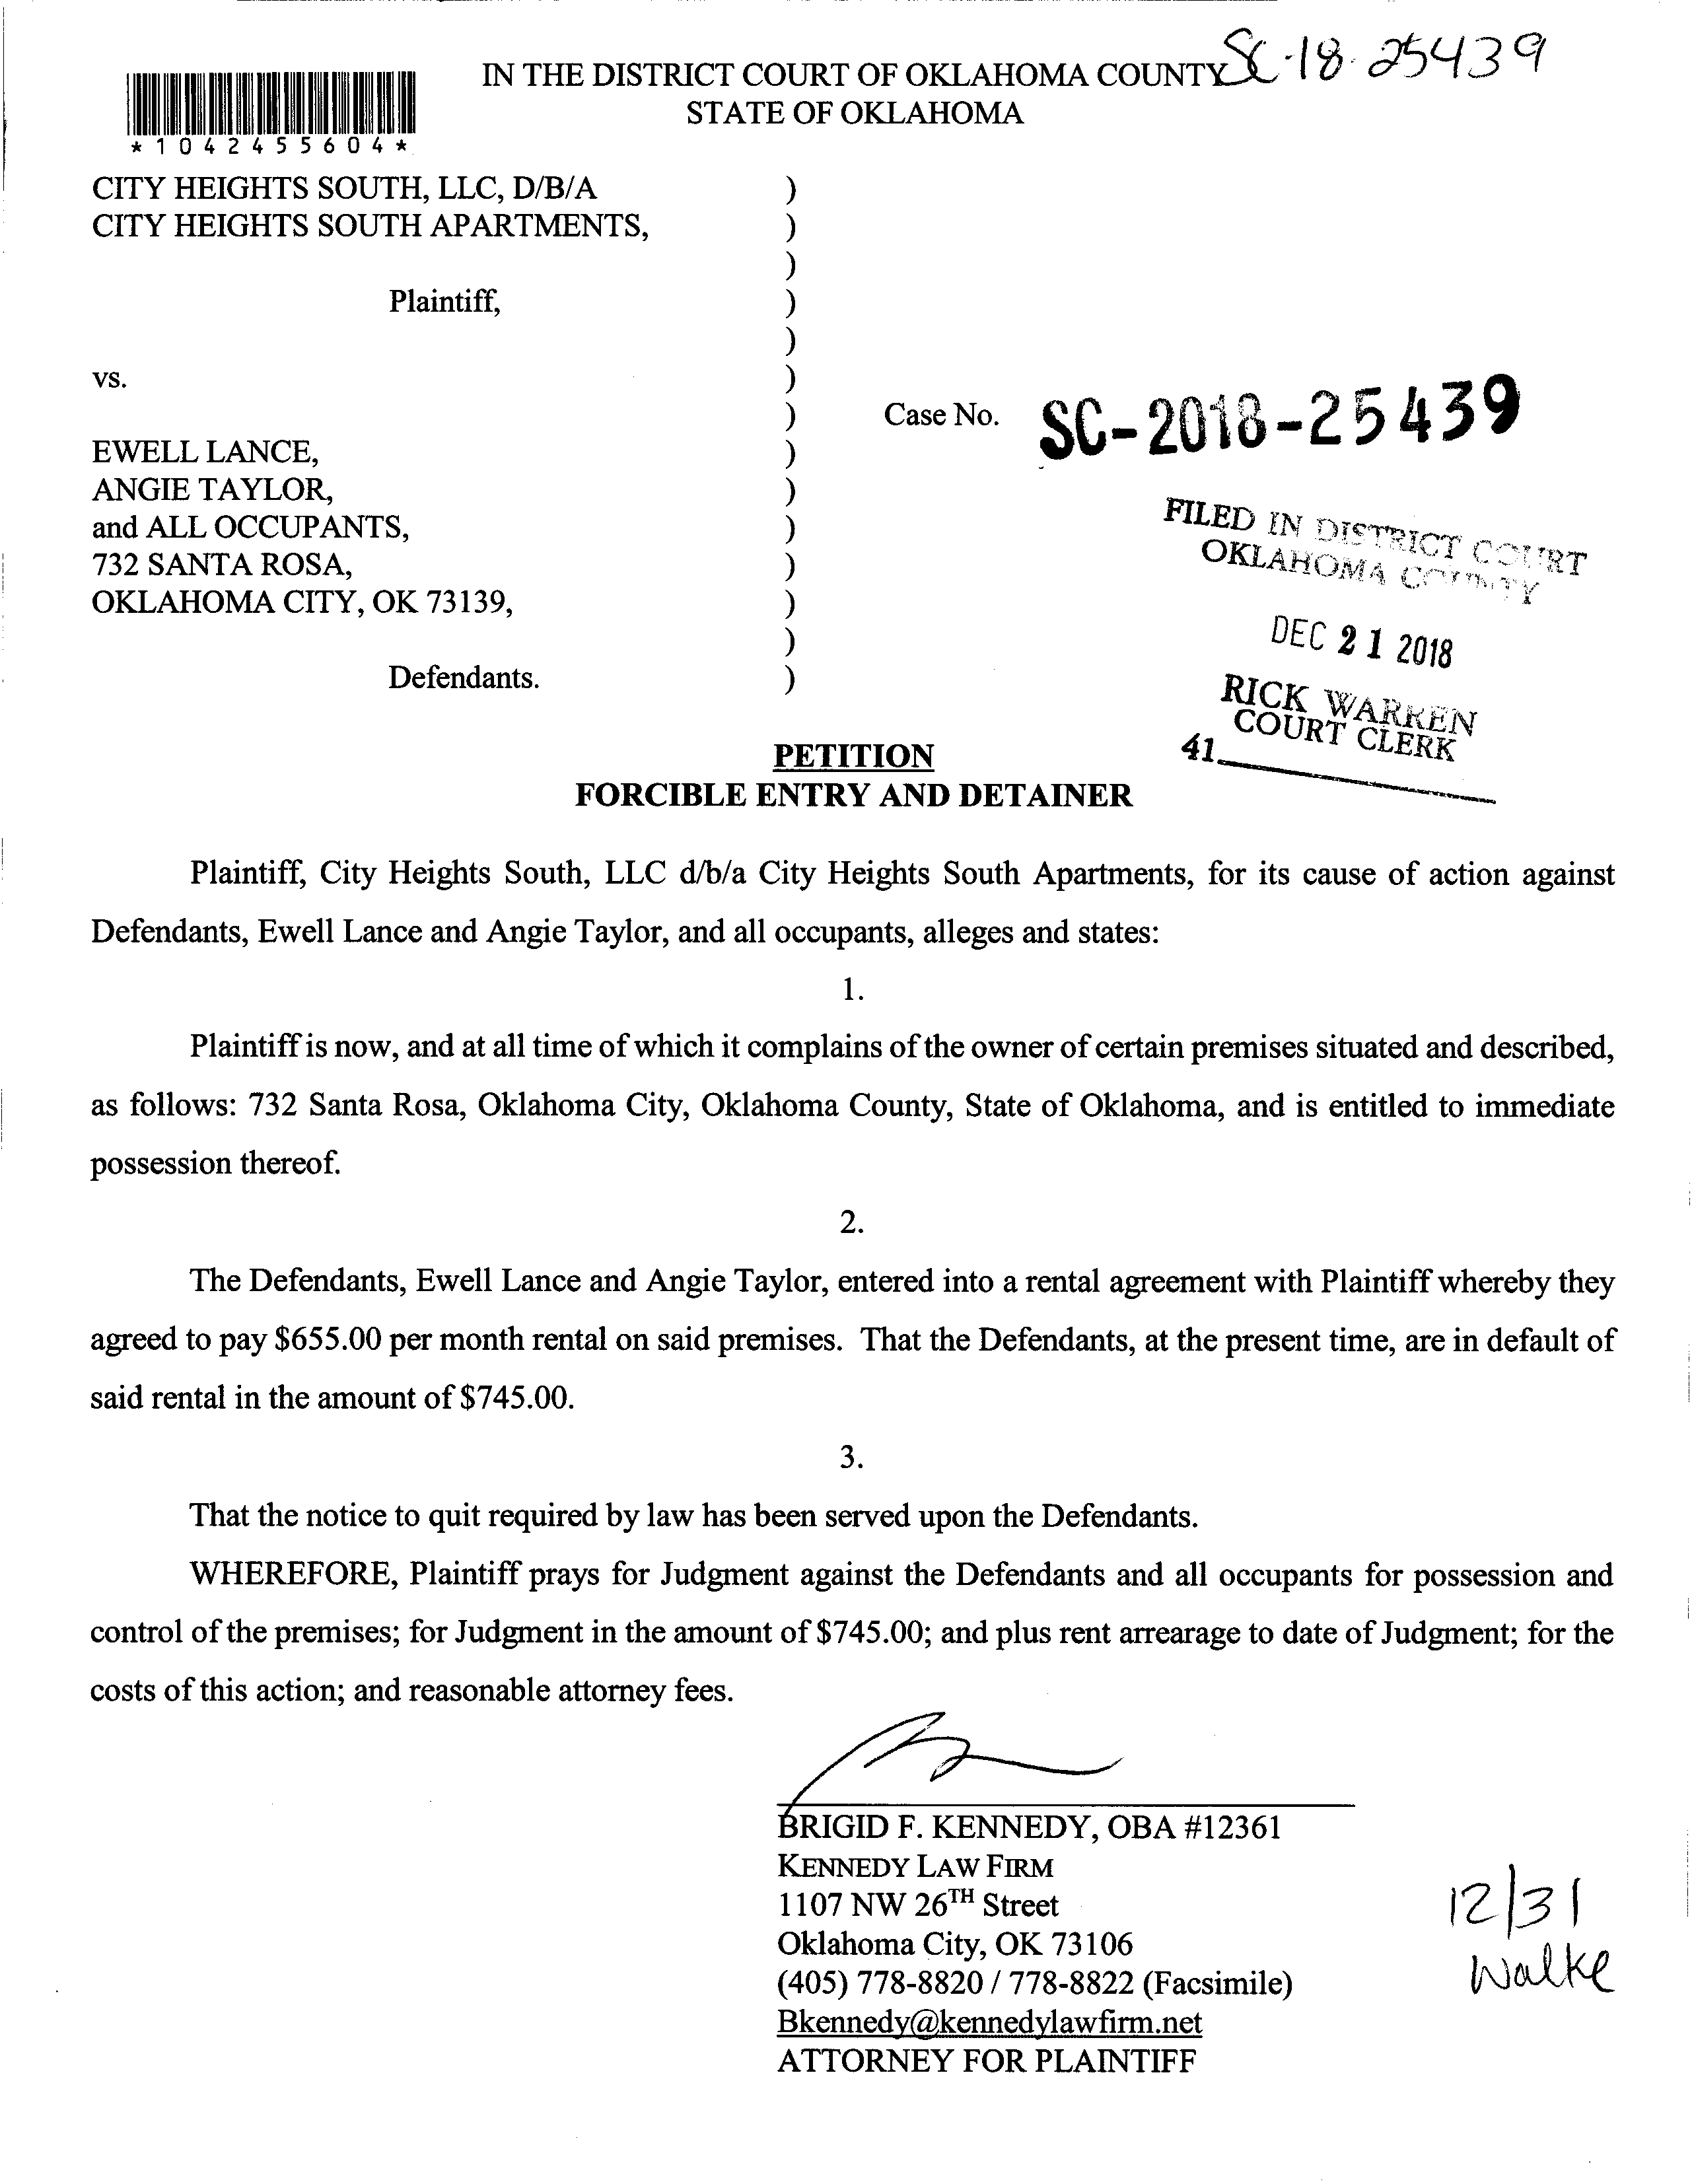 IN THE DISTRICT COURT OF OKLAHOMA COUNTY SC-18-25439
STATE OF OKLAHOMA
*1042455604*
CITY HEIGHTS SOUTH, LLC, D/B/A )
CITY HEIGHTS SOUTH APARTMENTS, )
)
Plaintiff, )
)
vs. )
) Case No. SC-2018-25439
EWELL LANCE, )
ANGIE TAYLOR, )
and ALL OCCUPANTS, )
732 SANTA ROSA, )
OKLAHOMA CITY, OK 73139, )
)
Defendants. )
FILED IN DISTRICT COURT
OKLAHOMA COUNTY
DEC 21 2018
RICK WARREN
COURT CLERK
41
PETITION
FORCIBLE ENTRY AND DETAINER
Plaintiff, City Heights South, LLC d/b/a City Heights South Apartments, for its cause of action against
Defendants, Ewell Lance and Angie Taylor, and all occupants, alleges and states:
1.
Plaintiff is now, and at all time of which it complains of the owner of certain premises situated and described,
as follows: 732 Santa Rosa, Oklahoma City, Oklahoma County, State of Oklahoma, and is entitled to immediate
possession thereof.
2.
The Defendants, Ewell Lance and Angie Taylor, entered into a rental agreement with Plaintiff whereby they
agreed to pay $655.00 per month rental on said premises. That the Defendants, at the present time, are in default of
said rental in the amount of $745.00.
3.
That the notice to quit required by law has been served upon the Defendants.
WHEREFORE, Plaintiff prays for Judgment against the Defendants and all occupants for possession and
control of the premises; for Judgment in the amount of $745.00; and plus rent arrearage to date of Judgment; for the
costs of this action; and reasonable attorney fees.
BRIGID F. KENNEDY, OBA #12361
KENNEDY LAW FIRM
1107 NW 26TH Street
Oklahoma City, OK 73106
(405) 778-8820 / 778-8822 (Facsimile)
Bkennedy@kennedylawfirm.net
ATTORNEY FOR PLAINTIFF
12/31
Walke